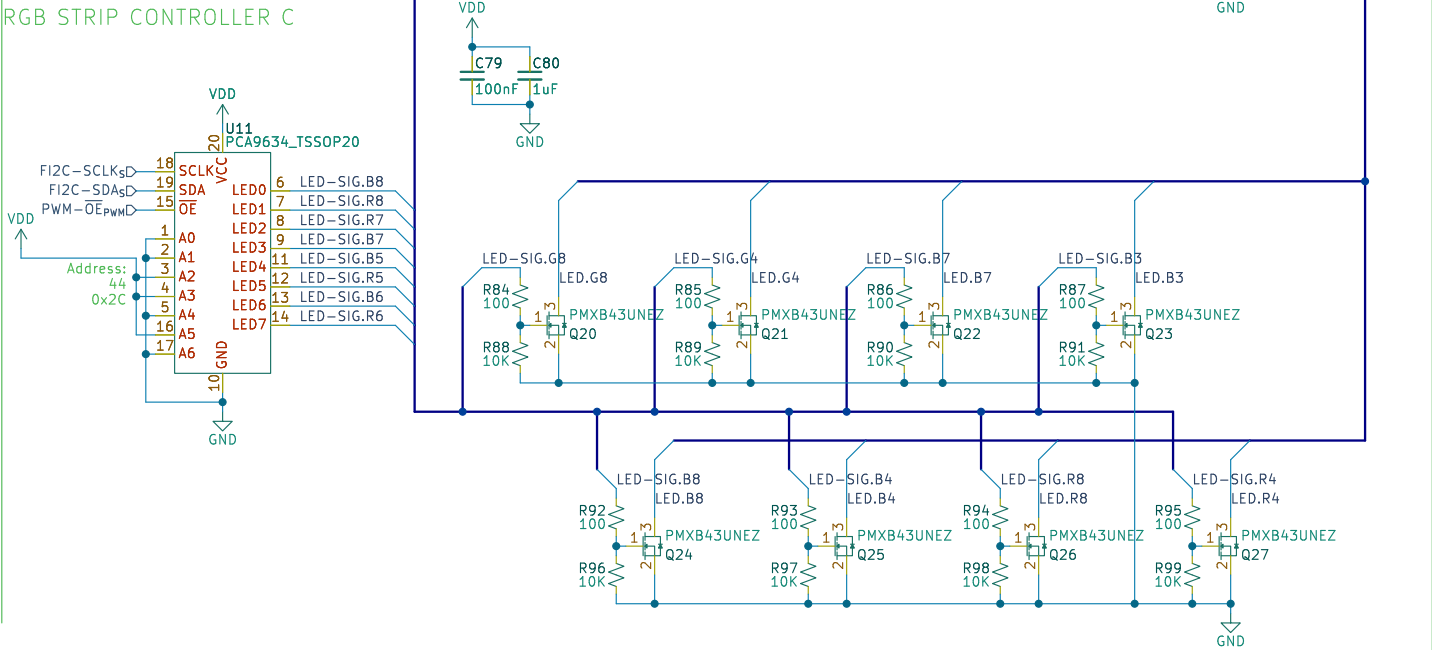 RGB STRIP CONTROLLER C
VDD
GND
C79
C80
100nF
1uF
GND
VDD
U11
PCA9634_TSSOP20
20
VCC
FI2C-SCLKS
18
SCLK
FI2C-SDAS
19
SDA
PWM-OEPWM
15
OE
VDD
1
A0
2
A1
3
A2
4
A3
5
A4
16
A5
17
A6
Address:
44
0x2C
LED0
6
LED-SIG.B8
LED1
7
LED-SIG.R8
LED2
8
LED-SIG.R7
LED3
9
LED-SIG.B7
LED4
11
LED-SIG.B5
LED5
12
LED-SIG.R5
LED6
13
LED-SIG.B6
LED7
14
LED-SIG.R6
GND
10
GND
LED-SIG.G8
LED.G8
R84
100
1
3
2
PMXB43UNEZ
Q20
R88
10K
LED-SIG.G4
LED.G4
R85
100
1
3
2
PMXB43UNEZ
Q21
R89
10K
LED-SIG.B7
LED.B7
R86
100
1
3
2
PMXB43UNEZ
Q22
R90
10K
LED-SIG.B3
LED.B3
R87
100
1
3
2
PMXB43UNEZ
Q23
R91
10K
LED-SIG.B8
LED.B8
R92
100
1
3
2
PMXB43UNEZ
Q24
R96
10K
LED-SIG.B4
LED.B4
R93
100
1
3
2
PMXB43UNEZ
Q25
R97
10K
LED-SIG.R8
LED.R8
R94
100
1
3
2
PMXB43UNEZ
Q26
R98
10K
LED-SIG.R4
LED.R4
R95
100
1
3
2
PMXB43UNEZ
Q27
R99
10K
GND